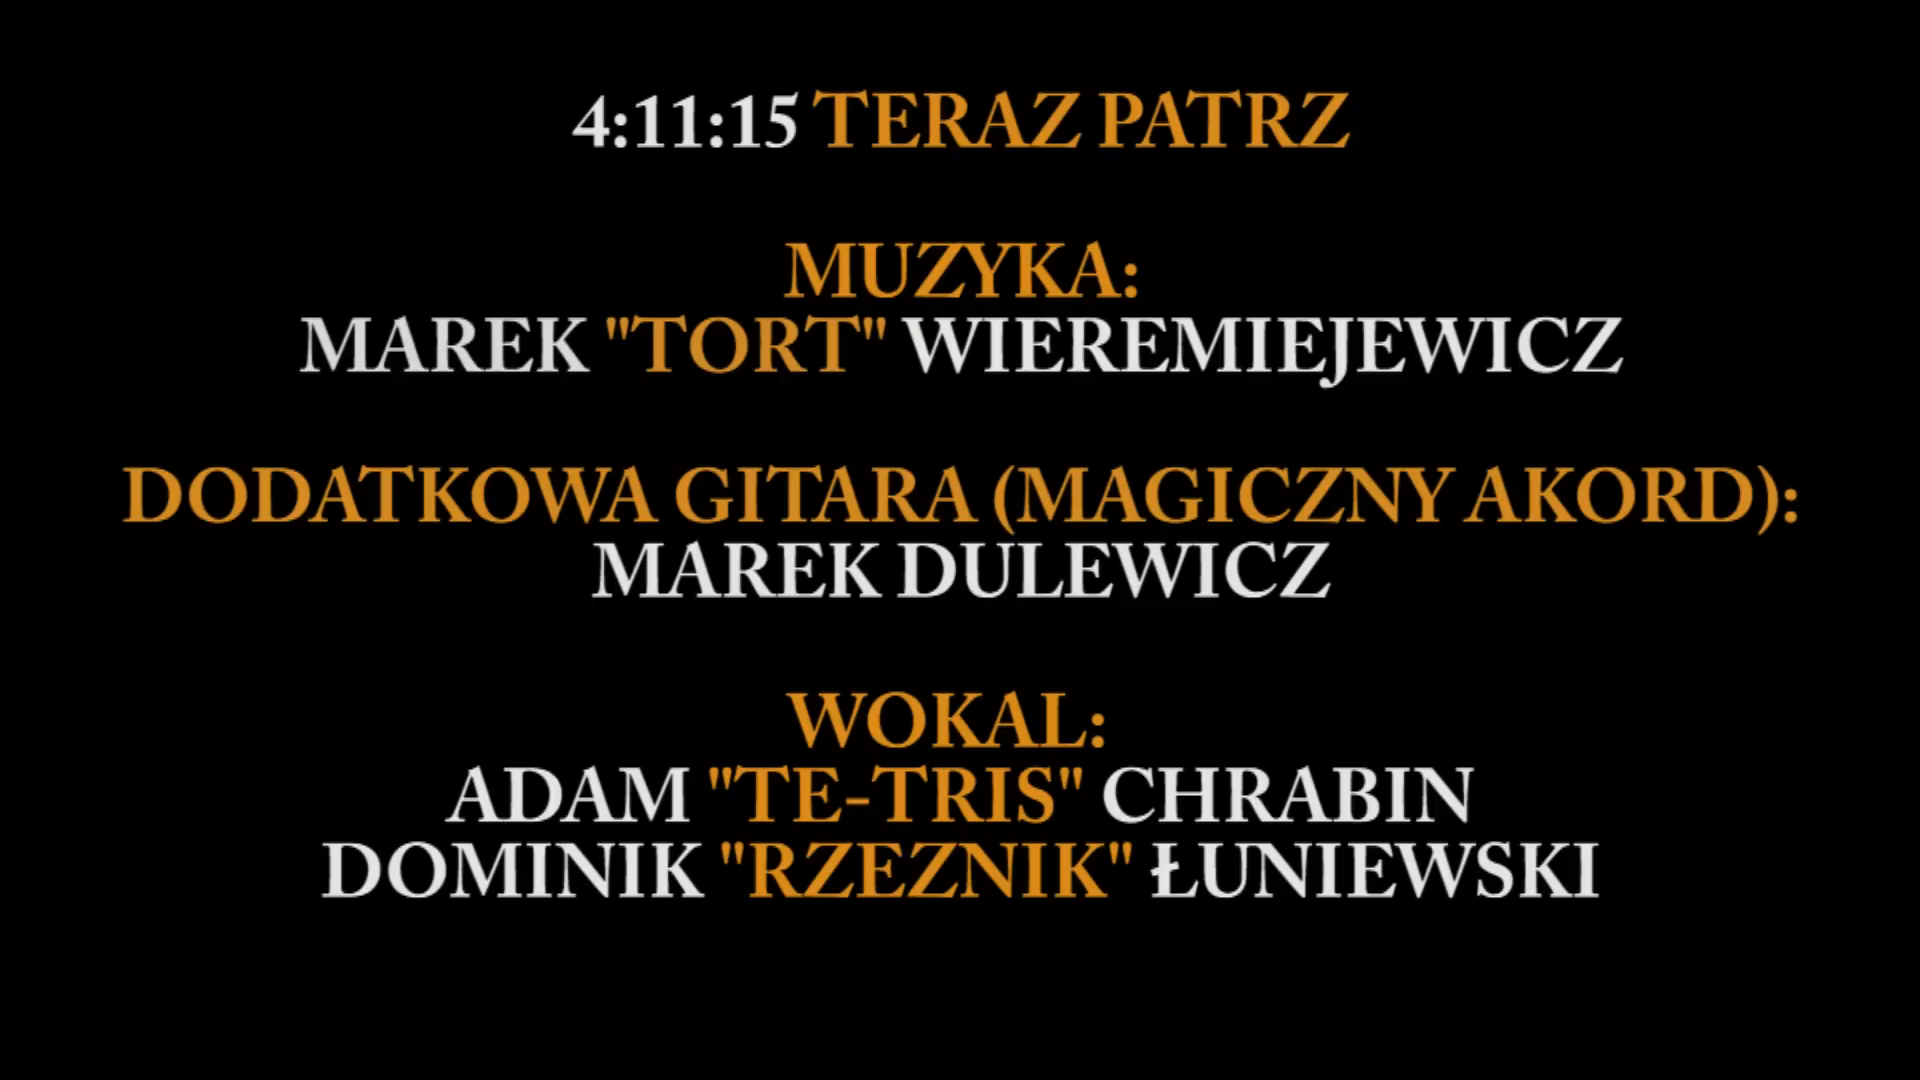 4:11:15 TERAZ PATRZ
MUZYKA:
MAREK "TORT" WIEREMIEJEWICZ
DODATKOWA GITARA (MAGICZNY AKORD):
MAREK DULEWICZ
WOKAL:
ADAM "TE-TRIS" CHRABIN
DOMINIK "RZEZNIK" ŁUNIEWSKI